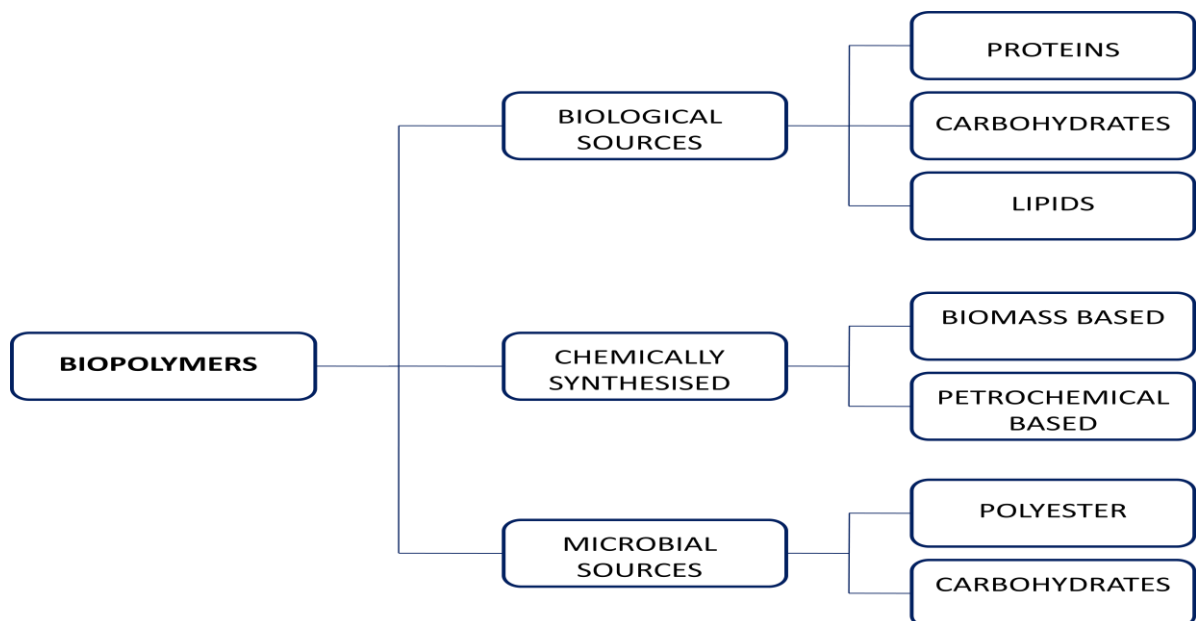 PROTEINS
BIOLOGICAL
SOURCES
CARBOHYDRATES
LIPIDS
BIOMASS BASED
BIOPOLYMERS
CHEMICALLY
SYNTHESISED
PETROCHEMICAL
BASED
POLYESTER
MICROBIAL
SOURCES
CARBOHYDRATES